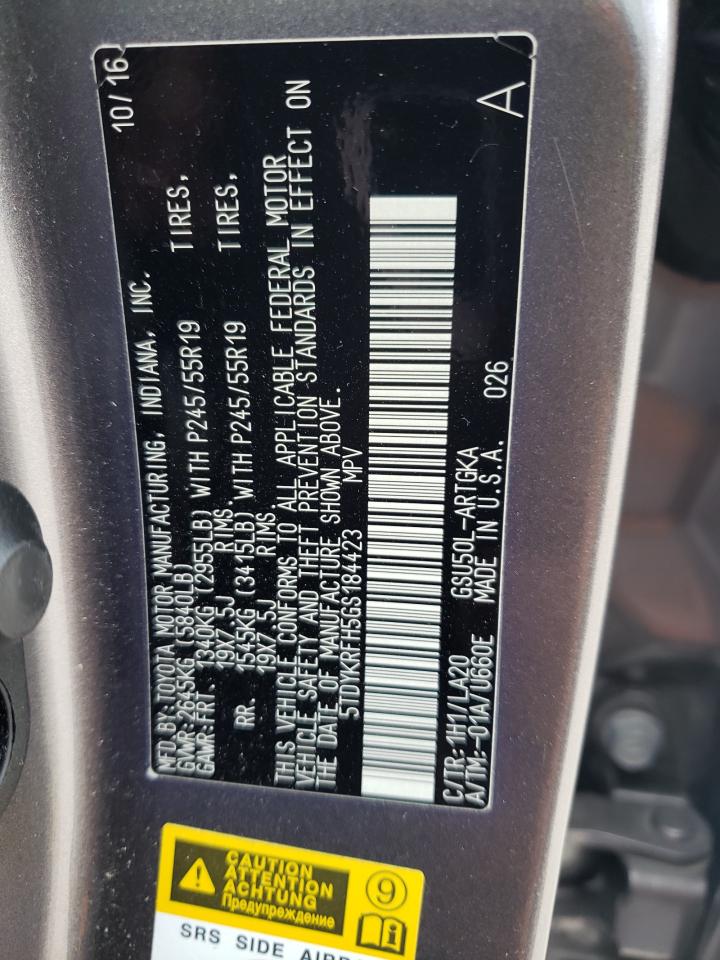 MFD BY: TOYOTA MOTOR MANUFACTURING, INDIANA, INC. 10/16
GVWR 2645KG (5840LB)
GAWR FRT 1340KG (2955LB) WITH P245/55R19 TIRES,
19X7.5J RIMS.
RR. 1545KG (3415LB) WITH P245/55R19 TIRES,
19X7.5J RIMS.
THIS VEHICLE CONFORMS TO ALL APPLICABLE FEDERAL MOTOR
VEHICLE SAFETY AND THEFT PREVENTION STANDARDS IN EFFECT ON
THE DATE OF MANUFACTURE SHOWN ABOVE.
5TDYKRFH5GS184423 MPV
C/TR: 1H1/LA20 GSU50L-ARTGKA
A/TM:-01A/U660E MADE IN U.S.A. 026 A
CAUTION
ATTENTION
ACHTUNG
Предупреждение
9
SRS SIDE